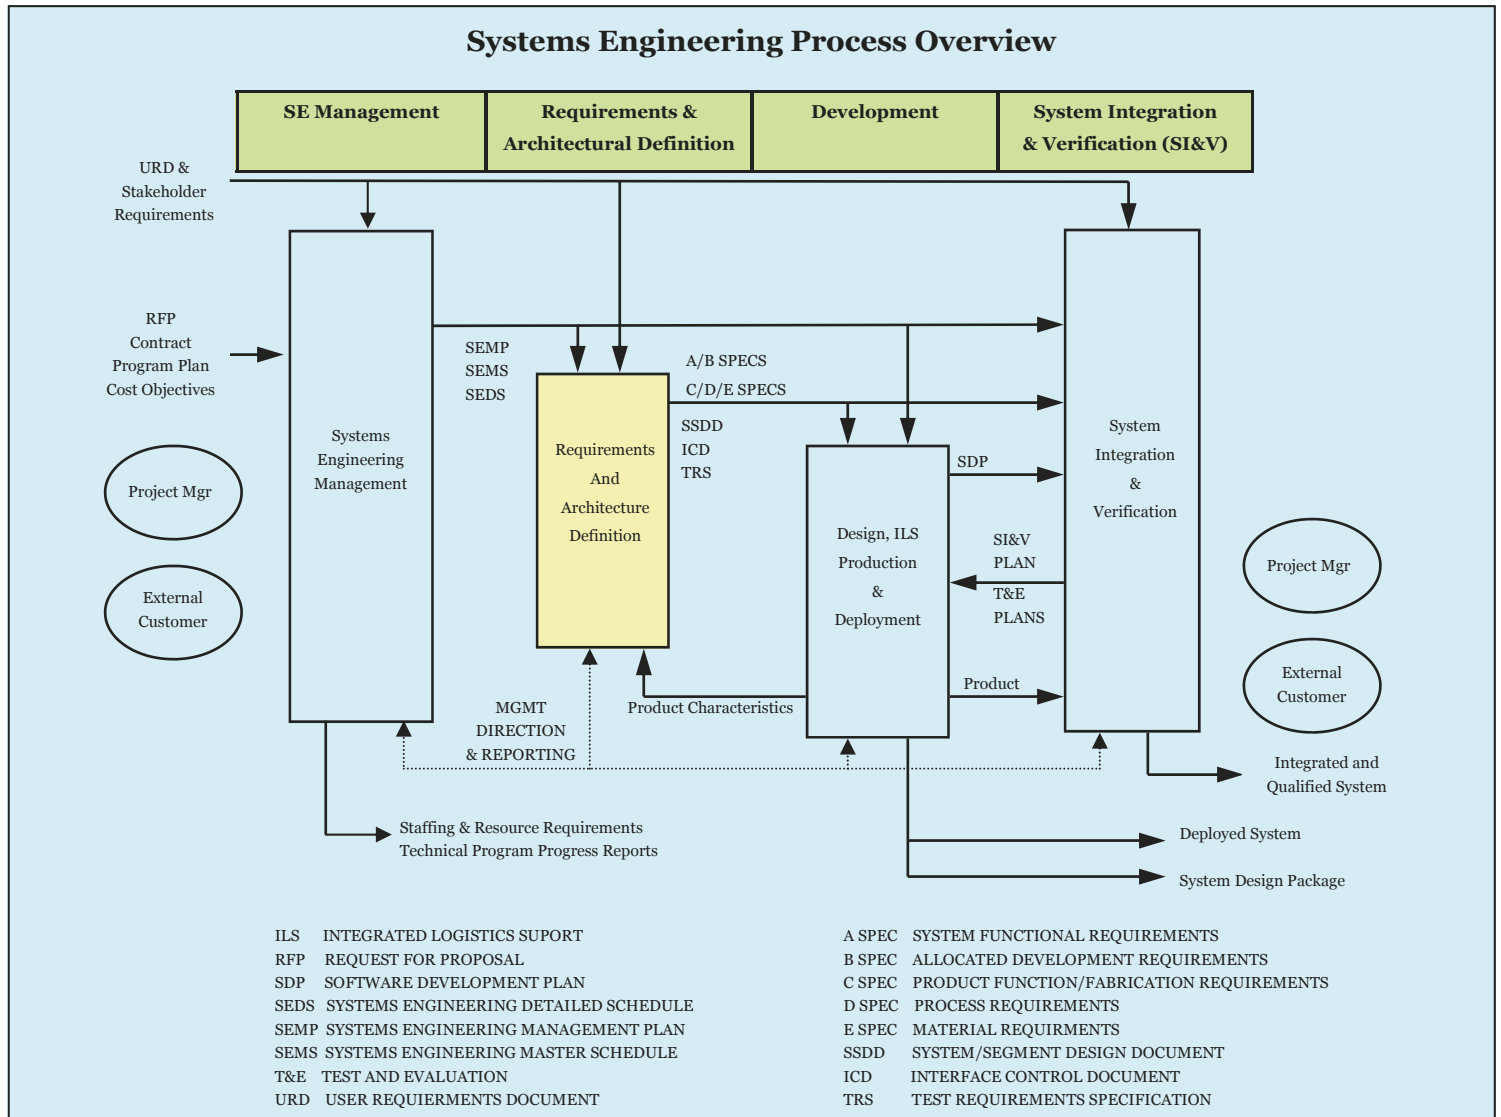 Systems Engineering Process Overview
SE Management
Requirements &
Architectural Definition
Development
System Integration
& Verification (SI&V)
URD &
Stakeholder
Requirements
RFP
Contract
Program Plan
Cost Objectives
Project Mgr
External
Customer
Systems
Engineering
Management
SEMP
SEMS
SEDS
Requirements
And
Architecture
Definition
A/B SPECS
C/D/E SPECS
SSDD
ICD
TRS
Design, ILS
Production
&
Deployment
SDP
SI&V
PLAN
T&E
PLANS
Product
System
Integration
&
Verification
Project Mgr
External
Customer
MGMT
DIRECTION
& REPORTING
Product Characteristics
Integrated and
Qualified System
Staffing & Resource Requirements
Technical Program Progress Reports
Deployed System
System Design Package
ILS INTEGRATED LOGISTICS SUPORT
RFP REQUEST FOR PROPOSAL
SDP SOFTWARE DEVELOPMENT PLAN
SEDS SYSTEMS ENGINEERING DETAILED SCHEDULE
SEMP SYSTEMS ENGINEERING MANAGEMENT PLAN
SEMS SYSTEMS ENGINEERING MASTER SCHEDULE
T&E TEST AND EVALUATION
URD USER REQUIERMENTS DOCUMENT
A SPEC SYSTEM FUNCTIONAL REQUIREMENTS
B SPEC ALLOCATED DEVELOPMENT REQUIREMENTS
C SPEC PRODUCT FUNCTION/FABRICATION REQUIREMENTS
D SPEC PROCESS REQUIREMENTS
E SPEC MATERIAL REQUIRMENTS
SSDD SYSTEM/SEGMENT DESIGN DOCUMENT
ICD INTERFACE CONTROL DOCUMENT
TRS TEST REQUIREMENTS SPECIFICATION